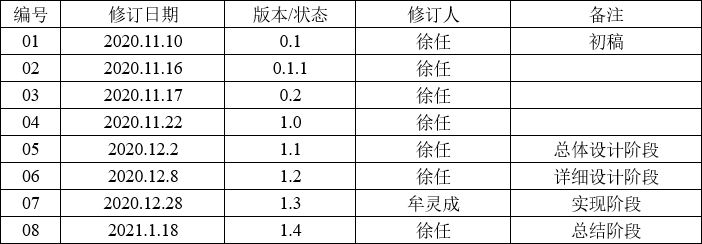 编号 修订日期 版本/状态 修订人 备注
01 2020.11.10 0.1 徐任 初稿
02 2020.11.16 0.1.1 徐任
03 2020.11.17 0.2 徐任
04 2020.11.22 1.0 徐任
05 2020.12.2 1.1 徐任 总体设计阶段
06 2020.12.8 1.2 徐任 详细设计阶段
07 2020.12.28 1.3 牟灵成 实现阶段
08 2021.1.18 1.4 徐任 总结阶段